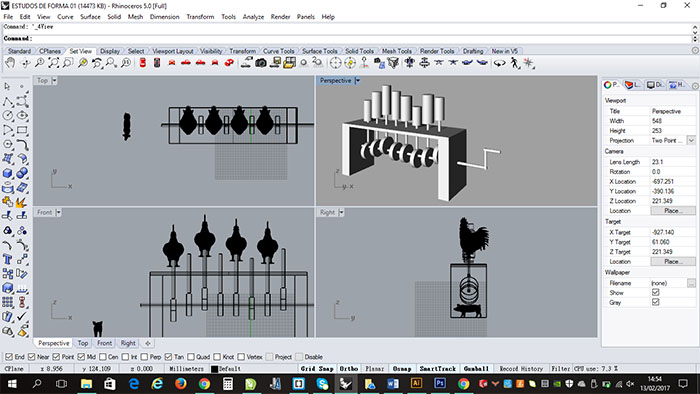 ESTUDOS DE FORMA 01 (14473 KB) - Rhinoceros 5.0 [Full]
File Edit View Curve Surface Solid Mesh Dimension Transform Tools Analyze Render Panels Help
Command: '_4View
Command:
Standard CPlanes Set View Display Select Viewport Layout Visibility Transform Curve Tools Surface Tools Solid Tools Mesh Tools Render Tools Drafting New in V5
Top
Perspective
P... L... Di... H...
Viewport
Title Perspective
Width 548
Height 253
Projection Two Point ...
Camera
Lens Length 23.1
Rotation 0.0
X Location -697.251
Y Location -390.136
Z Location 221.349
Location Place...
Target
X Target -927.140
Y Target 61.060
Z Target 221.349
Location Place...
Wallpaper
Filename (none)
Show
Gray
y
x
z
y x
Front
Right
z
x
z
y
Perspective Top Front Right
End Near Point Mid Cen Int Perp Tan Quad Knot Vertex Project Disable
CPlane x 8.956 y 124.109 z 0.000 Millimeters Default Grid Snap Ortho Planar Osnap SmartTrack Gumball Record History Filter CPU use: 7.3 %
14:54
13/02/2017